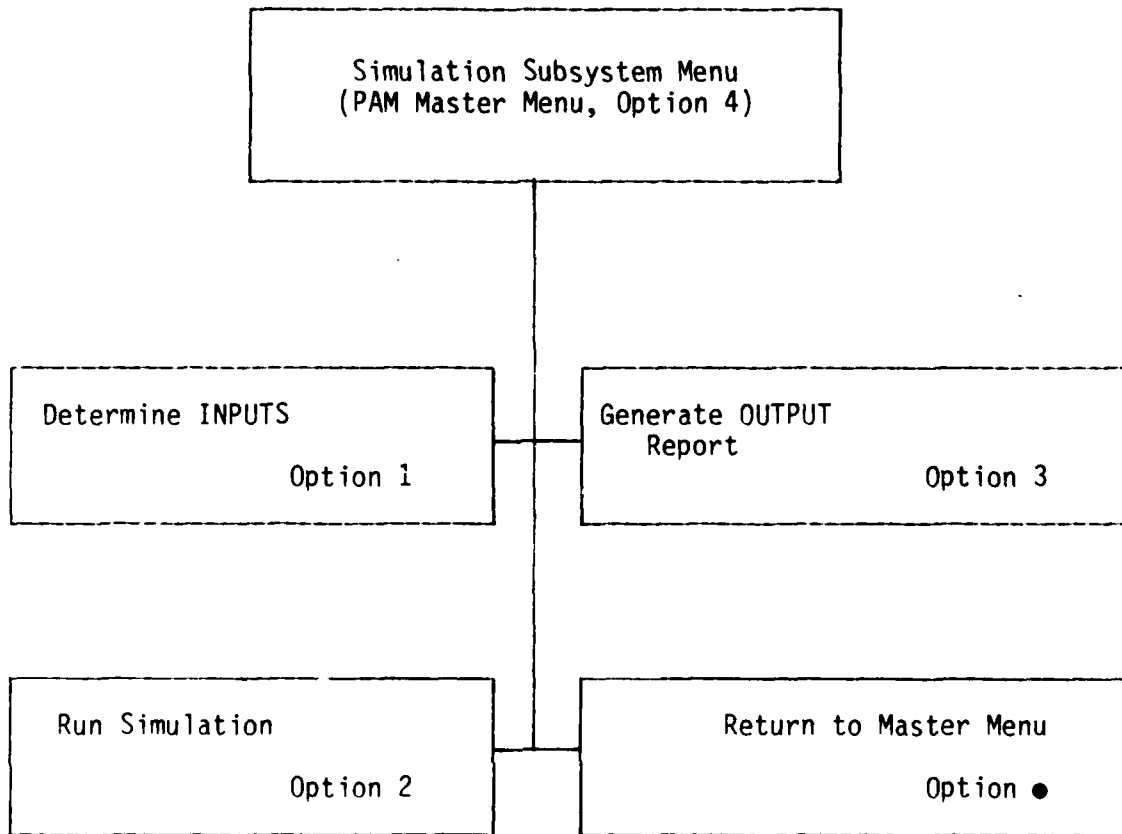 Simulation Subsystem Menu
(PAM Master Menu, Option 4)
Determine INPUTS
Option 1
Generate OUTPUT
Report
Option 3
Run Simulation
Option 2
Return to Master Menu
Option ●